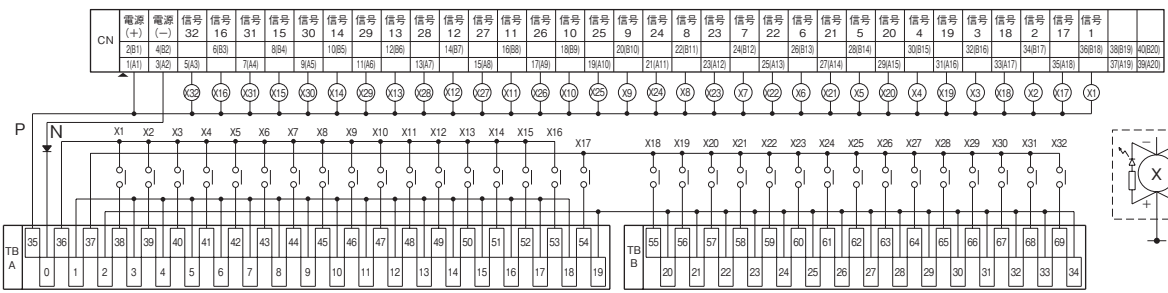 CN
電源 電源 信号 信号 信号 信号 信号 信号 信号 信号 信号 信号 信号 信号 信号 信号 信号 信号 信号 信号 信号 信号 信号 信号 信号 信号 信号 信号 信号 信号 信号 信号 信号 信号
(+) (−) 32 16 31 15 30 14 29 13 28 12 27 11 26 10 25 9 24 8 23 7 22 6 21 5 20 4 19 3 18 2 17 1
2(B1) 4(B2) 6(B3) 8(B4) 10(B5) 12(B6) 14(B7) 16(B8) 18(B9) 20(B10) 22(B11) 24(B12) 26(B13) 28(B14) 30(B15) 32(B16) 34(B17) 36(B18) 38(B19) 40(B20)
1(A1) 3(A2) 5(A3) 7(A4) 9(A5) 11(A6) 13(A7) 15(A8) 17(A9) 19(A10) 21(A11) 23(A12) 25(A13) 27(A14) 29(A15) 31(A16) 33(A17) 35(A18) 37(A19) 39(A20)
X32 X16 X31 X15 X30 X14 X29 X13 X28 X12 X27 X11 X26 X10 X25 X9 X24 X8 X23 X7 X22 X6 X21 X5 X20 X4 X19 X3 X18 X2 X17 X1
P N
X1 X2 X3 X4 X5 X6 X7 X8 X9 X10 X11 X12 X13 X14 X15 X16 X17 X18 X19 X20 X21 X22 X23 X24 X25 X26 X27 X28 X29 X30 X31 X32
−
X
+
TB A
35 36 37 38 39 40 41 42 43 44 45 46 47 48 49 50 51 52 53 54
0 1 2 3 4 5 6 7 8 9 10 11 12 13 14 15 16 17 18 19
TB B
55 56 57 58 59 60 61 62 63 64 65 66 67 68 69
20 21 22 23 24 25 26 27 28 29 30 31 32 33 34